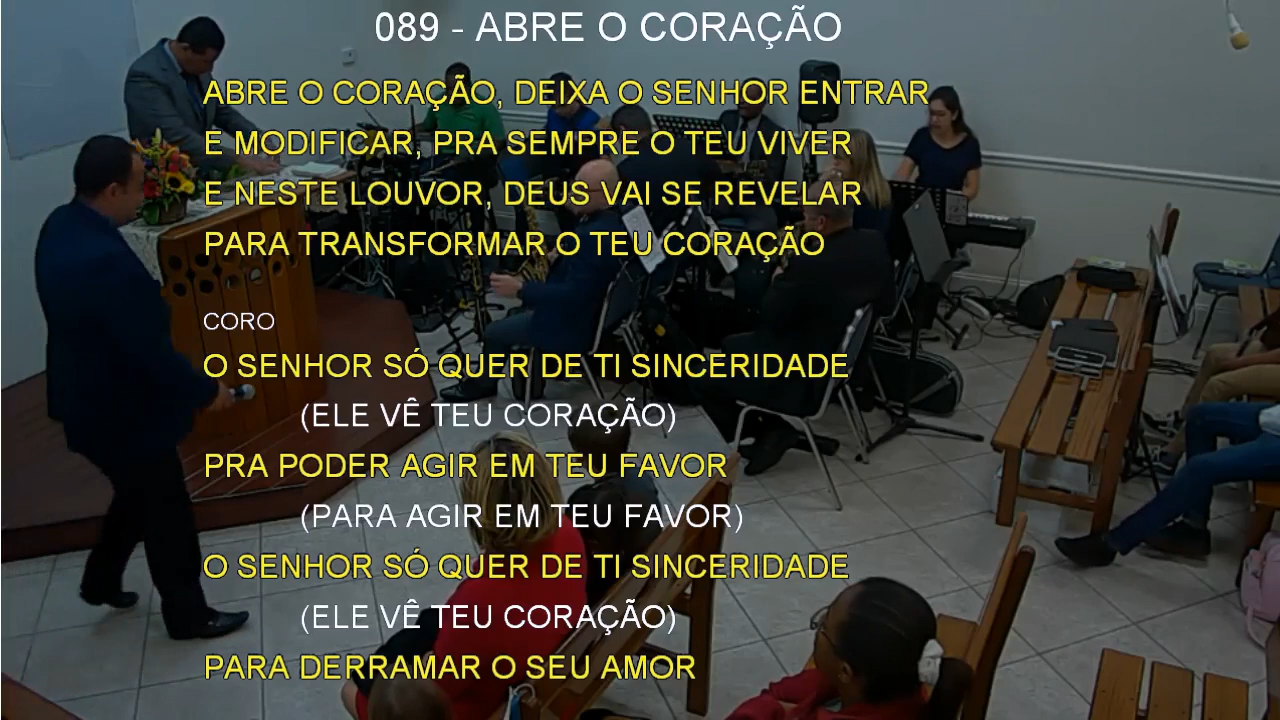 089 - ABRE O CORAÇÃO
ABRE O CORAÇÃO, DEIXA O SENHOR ENTRAR
E MODIFICAR, PRA SEMPRE O TEU VIVER
E NESTE LOUVOR, DEUS VAI SE REVELAR
PARA TRANSFORMAR O TEU CORAÇÃO
CORO
O SENHOR SÓ QUER DE TI SINCERIDADE
(ELE VÊ TEU CORAÇÃO)
PRA PODER AGIR EM TEU FAVOR
(PARA AGIR EM TEU FAVOR)
O SENHOR SÓ QUER DE TI SINCERIDADE
(ELE VÊ TEU CORAÇÃO)
PARA DERRAMAR O SEU AMOR